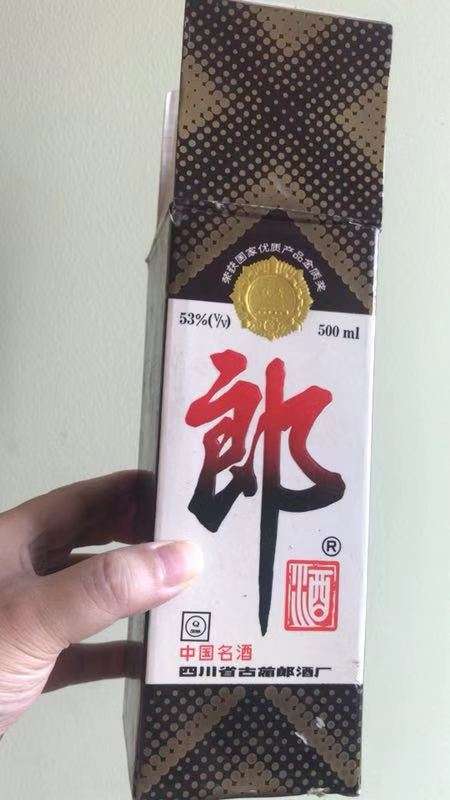 荣获国家优质产品金质奖
53%(V/V)
500 ml
郎
®
酒
Q
中国名酒
四川省古蔺郎酒厂